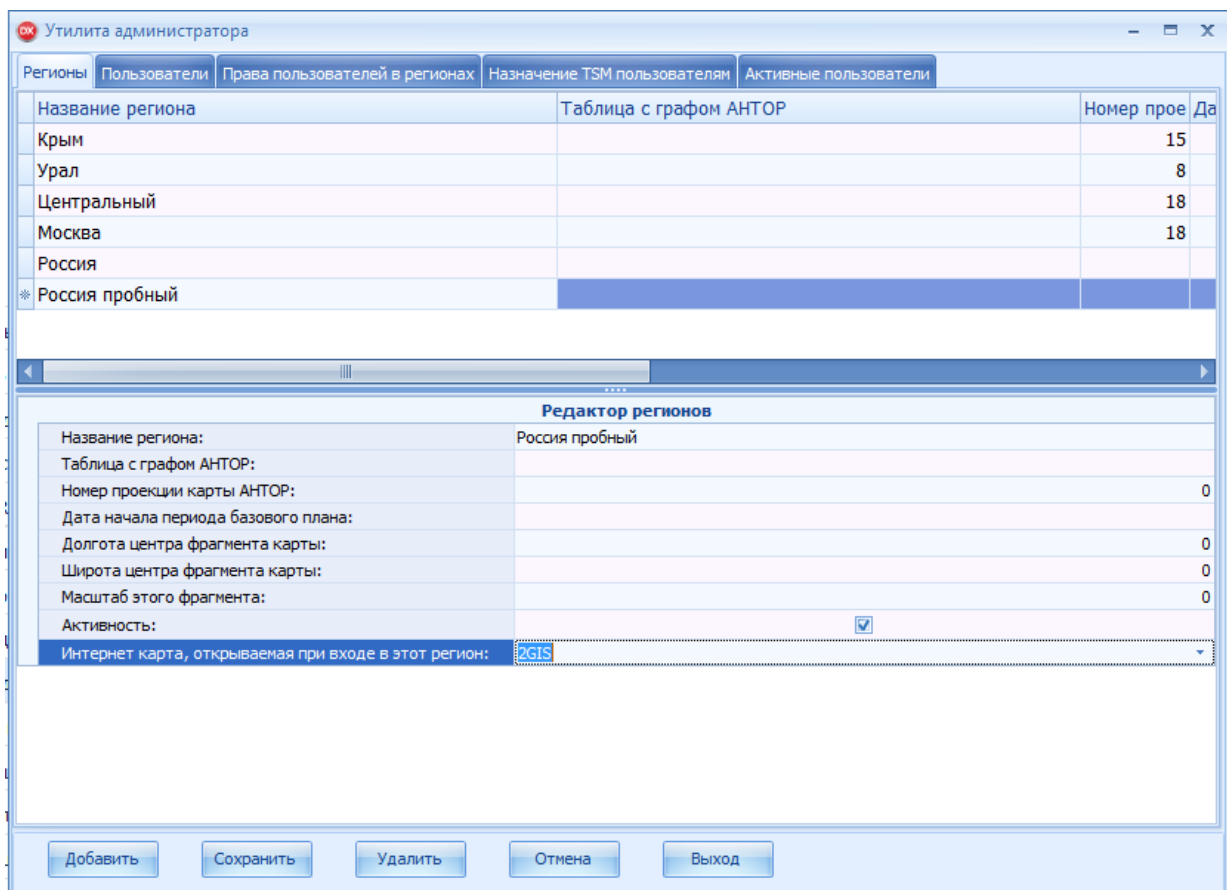 DX Утилита администратора
Регионы Пользователи Права пользователей в регионах Назначение TSM пользователям Активные пользователи
Название региона Таблица с графом АНТОР Номер прое Да
Крым 15
Урал 8
Центральный 18
Москва 18
Россия
Россия пробный
Редактор регионов
Название региона: Россия пробный
Таблица с графом АНТОР:
Номер проекции карты АНТОР: 0
Дата начала периода базового плана:
Долгота центра фрагмента карты: 0
Широта центра фрагмента карты: 0
Масштаб этого фрагмента: 0
Активность:
Интернет карта, открываемая при входе в этот регион: 2GIS
Добавить Сохранить Удалить Отмена Выход